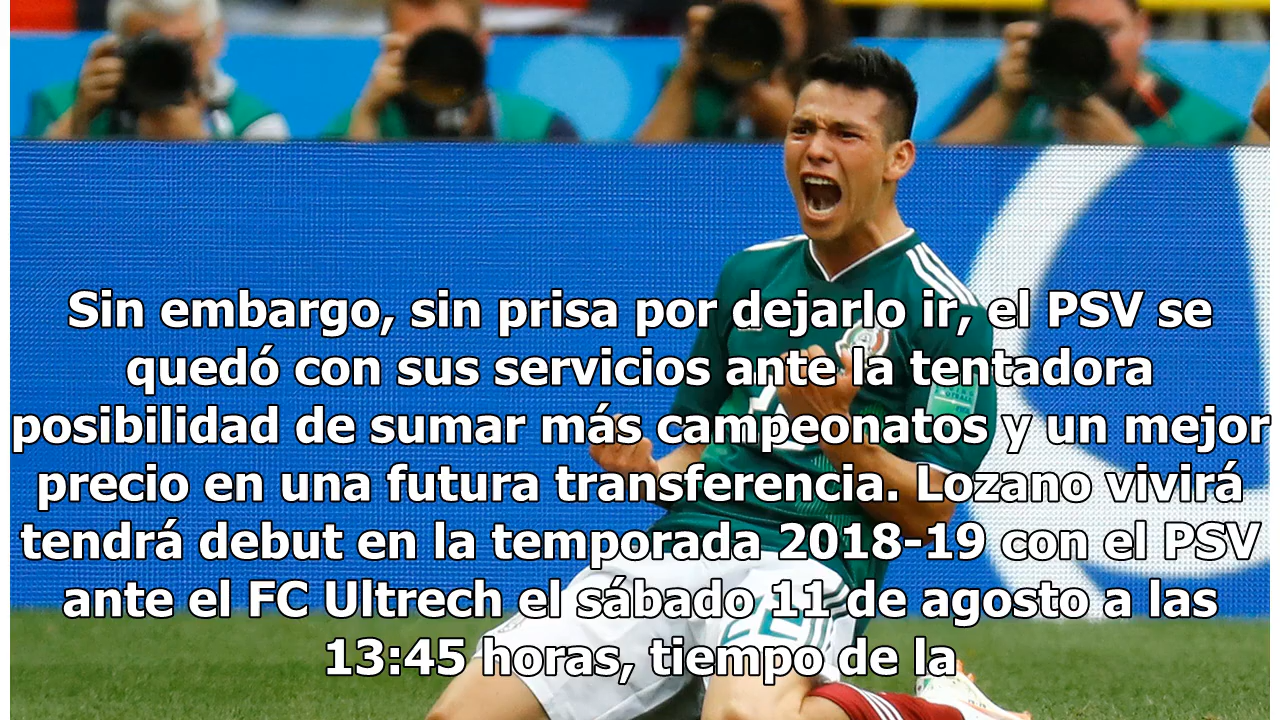 Sin embargo, sin prisa por dejarlo ir, el PSV se
quedó con sus servicios ante la tentadora
posibilidad de sumar más campeonatos y un mejor
precio en una futura transferencia. Lozano vivirá
tendrá debut en la temporada 2018-19 con el PSV
ante el FC Ultrech el sábado 11 de agosto a las
13:45 horas, tiempo de la
22